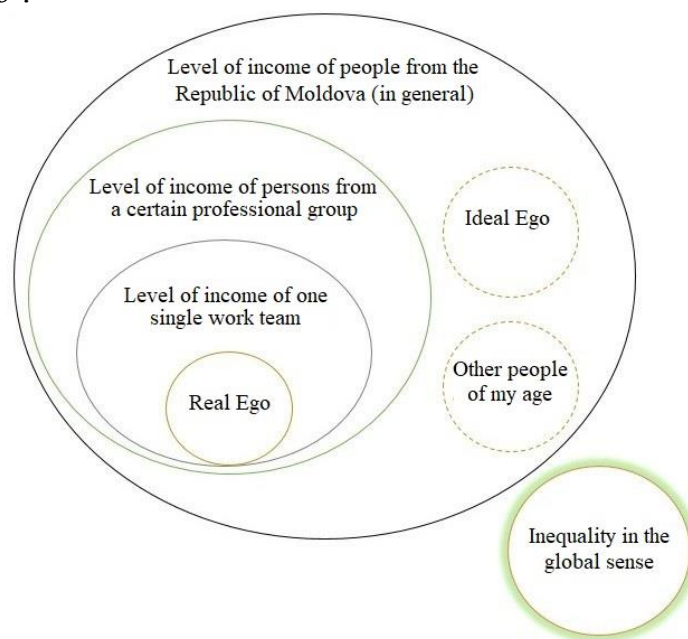 Level of income of people from the
Republic of Moldova (in general)
Level of income of persons from
a certain professional group
Ideal Ego
Level of income of one
single work team
Other people
of my age
Real Ego
Inequality in the
global sense